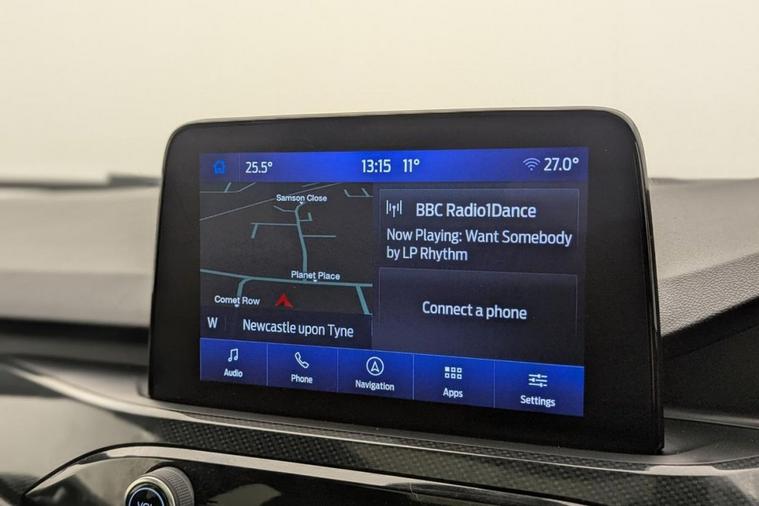 25.5°
13:15 11°
27.0°
Samson Close
Planet Place
Comet Row
W
Newcastle upon Tyne
BBC Radio1Dance
Now Playing: Want Somebody
by LP Rhythm
Connect a phone
Audio
Phone
Navigation
Apps
Settings
VOL